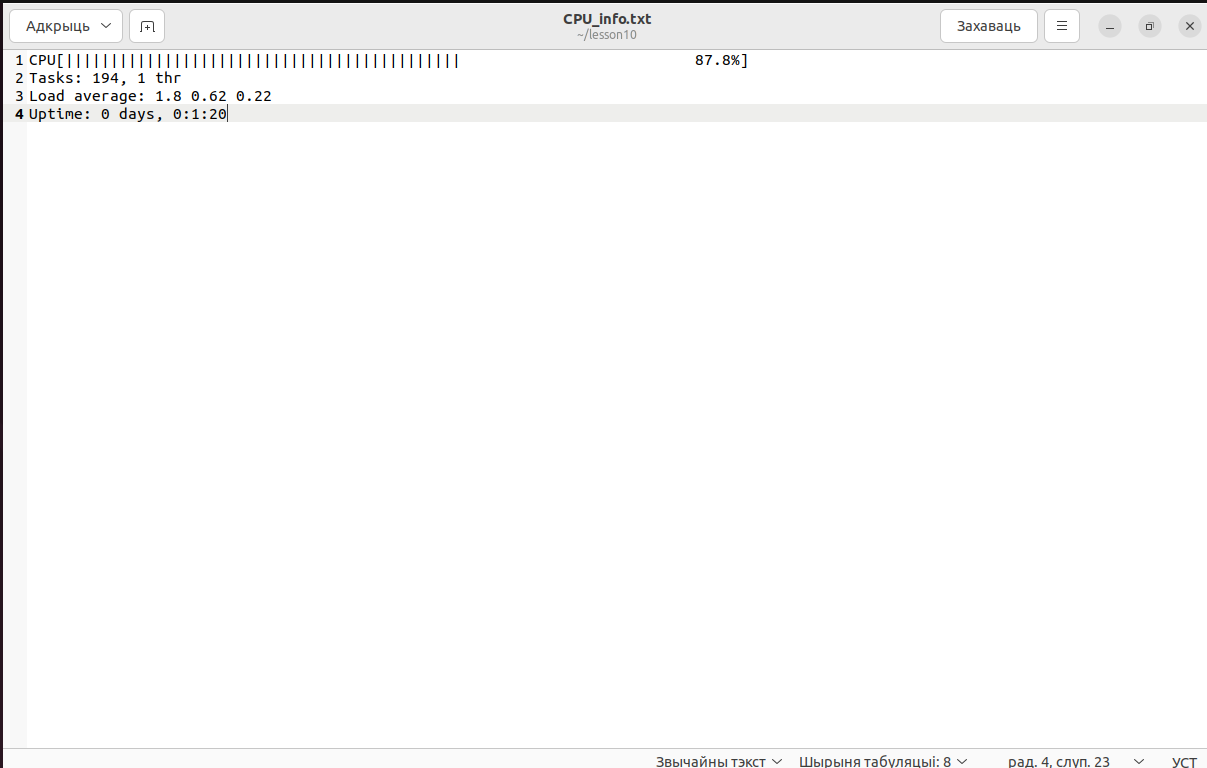 Адкрыць
CPU_info.txt
~/lesson10
Захаваць
1 CPU[||||||||||||||||||||||||||||||||||||||||||||                          87.8%]
2 Tasks: 194, 1 thr
3 Load average: 1.8 0.62 0.22
4 Uptime: 0 days, 0:1:20
Звычайны тэкст Шырыня табуляцыі: 8 рад. 4, слуп. 23 УСТ